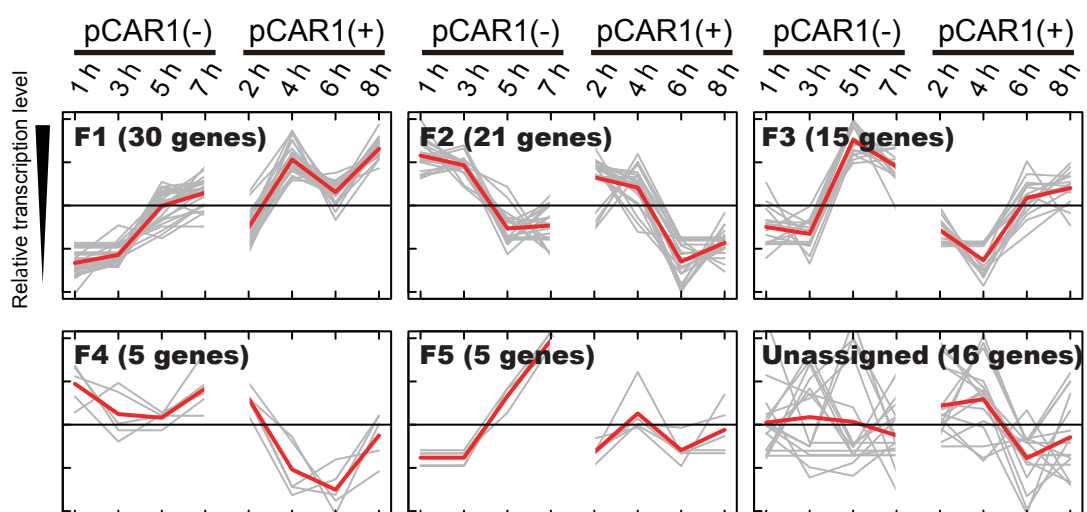 pCAR1(-) pCAR1(+) pCAR1(-) pCAR1(+) pCAR1(-) pCAR1(+)
1 h 3 h 5 h 7 h 2 h 4 h 6 h 8 h 1 h 3 h 5 h 7 h 2 h 4 h 6 h 8 h 1 h 3 h 5 h 7 h 2 h 4 h 6 h 8 h
Relative transcription level
F1 (30 genes) F2 (21 genes) F3 (15 genes)
F4 (5 genes) F5 (5 genes) Unassigned (16 genes)